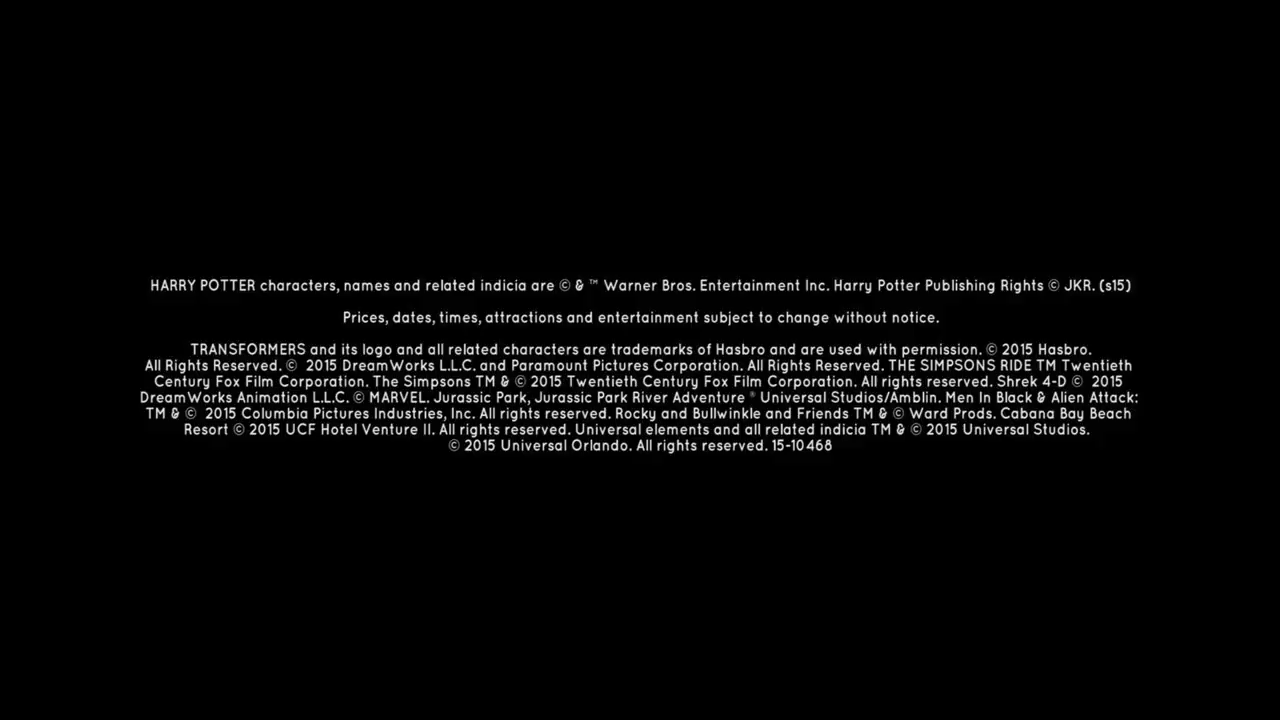 HARRY POTTER characters, names and related indicia are © & ™ Warner Bros. Entertainment Inc. Harry Potter Publishing Rights © JKR. (s15)
Prices, dates, times, attractions and entertainment subject to change without notice.
TRANSFORMERS and its logo and all related characters are trademarks of Hasbro and are used with permission. © 2015 Hasbro.
All Rights Reserved. © 2015 DreamWorks L.L.C. and Paramount Pictures Corporation. All Rights Reserved. THE SIMPSONS RIDE TM Twentieth
Century Fox Film Corporation. The Simpsons TM & © 2015 Twentieth Century Fox Film Corporation. All rights reserved. Shrek 4-D © 2015
DreamWorks Animation L.L.C. © MARVEL. Jurassic Park, Jurassic Park River Adventure ® Universal Studios/Amblin. Men In Black & Alien Attack:
TM & © 2015 Columbia Pictures Industries, Inc. All rights reserved. Rocky and Bullwinkle and Friends TM & © Ward Prods. Cabana Bay Beach
Resort © 2015 UCF Hotel Venture II. All rights reserved. Universal elements and all related indicia TM & © 2015 Universal Studios.
© 2015 Universal Orlando. All rights reserved. 15-10468